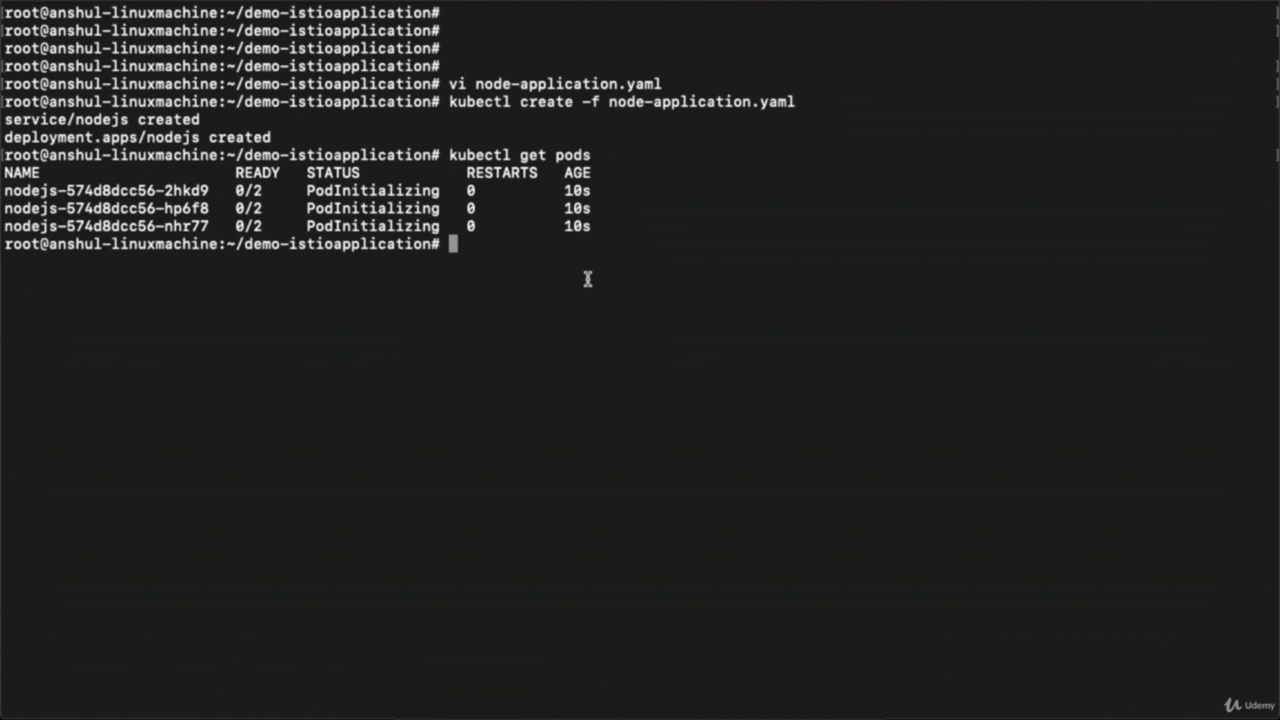 root@anshul-linuxmachine:~/demo-istioapplication#
root@anshul-linuxmachine:~/demo-istioapplication#
root@anshul-linuxmachine:~/demo-istioapplication#
root@anshul-linuxmachine:~/demo-istioapplication#
root@anshul-linuxmachine:~/demo-istioapplication# vi node-application.yaml
root@anshul-linuxmachine:~/demo-istioapplication# kubectl create -f node-application.yaml
service/nodejs created
deployment.apps/nodejs created
root@anshul-linuxmachine:~/demo-istioapplication# kubectl get pods
NAME READY STATUS RESTARTS AGE
nodejs-574d8dcc56-2hkd9 0/2 PodInitializing 0 10s
nodejs-574d8dcc56-hp6f8 0/2 PodInitializing 0 10s
nodejs-574d8dcc56-nhr77 0/2 PodInitializing 0 10s
root@anshul-linuxmachine:~/demo-istioapplication#
Udemy